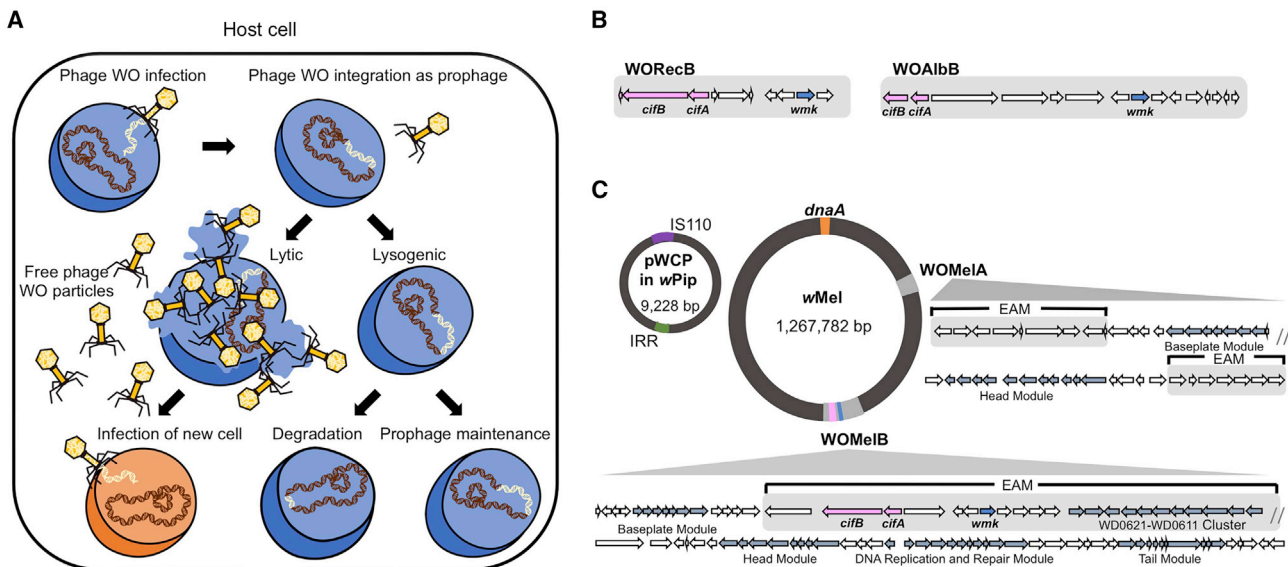 A
Host cell
Phage WO infection
Phage WO integration as prophage
Lytic
Lysogenic
Free phage
WO particles
Infection of new cell
Degradation
Prophage maintenance
B
WORecB
cifB
cifA
wmk
WOAlbB
cifB
cifA
wmk
C
IS110
pWCP
in wPip
9,228 bp
IRR
dnaA
wMel
1,267,782 bp
WOMelA
EAM
Baseplate Module
//
EAM
Head Module
WOMelB
EAM
Baseplate Module
cifB
cifA
wmk
WD0621-WD0611 Cluster
//
Head Module
DNA Replication and Repair Module
Tail Module